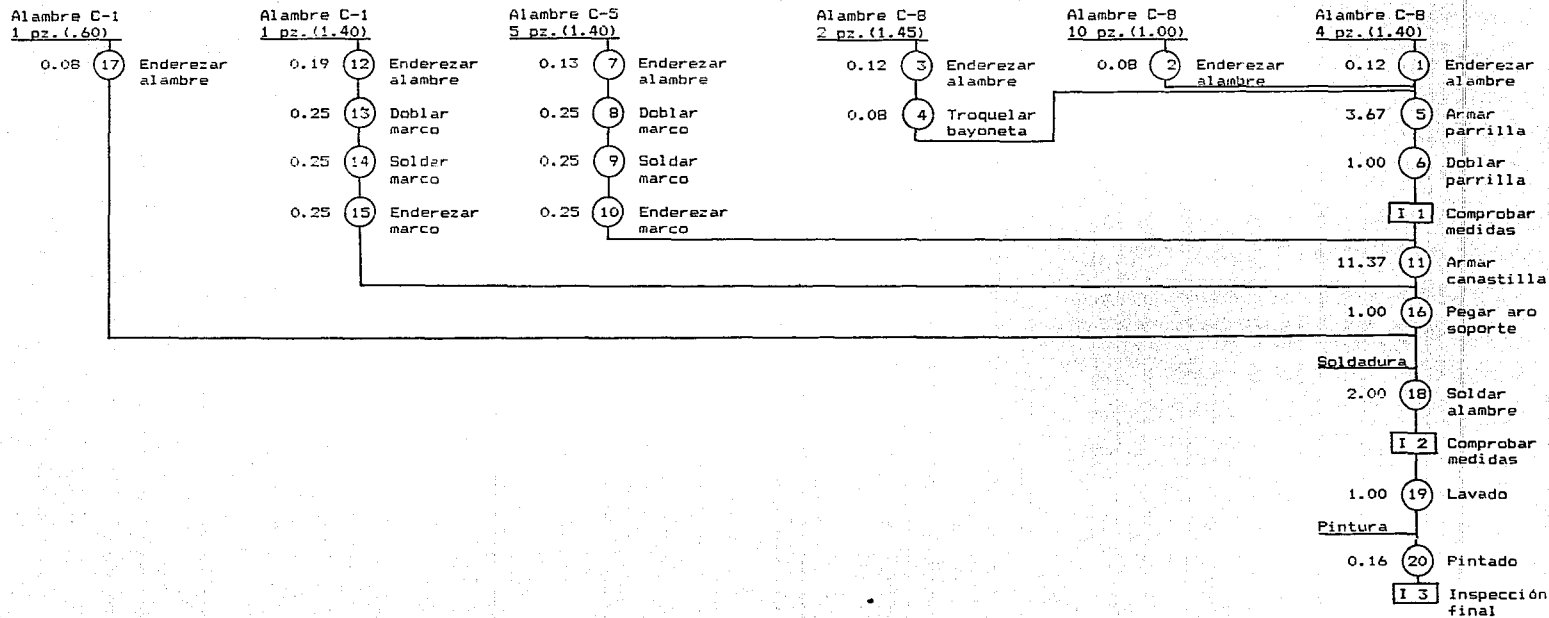 Alambre C-1
1 pz.(.60)
0.08 17 Enderezar
alambre
Alambre C-1
1 pz.(1.40)
0.19 12 Enderezar
alambre
0.25 13 Doblar
marco
0.25 14 Soldar
marco
0.25 15 Enderezar
marco
Alambre C-5
5 pz.(1.40)
0.13 7 Enderezar
alambre
0.25 8 Doblar
marco
0.25 9 Soldar
marco
0.25 10 Enderezar
marco
Alambre C-8
2 pz.(1.45)
0.12 3 Enderezar
alambre
0.08 4 Troquelar
bayoneta
Alambre C-8
10 pz.(1.00)
0.08 2 Enderezar
alambre
Alambre C-8
4 pz.(1.40)
0.12 1 Enderezar
alambre
3.67 5 Armar
parrilla
1.00 6 Doblar
parrilla
I 1 Comprobar
medidas
11.37 11 Armar
canastilla
1.00 16 Pegar aro
soporte
Soldadura
2.00 18 Soldar
alambre
I 2 Comprobar
medidas
1.00 19 Lavado
Pintura
0.16 20 Pintado
I 3 Inspección
final